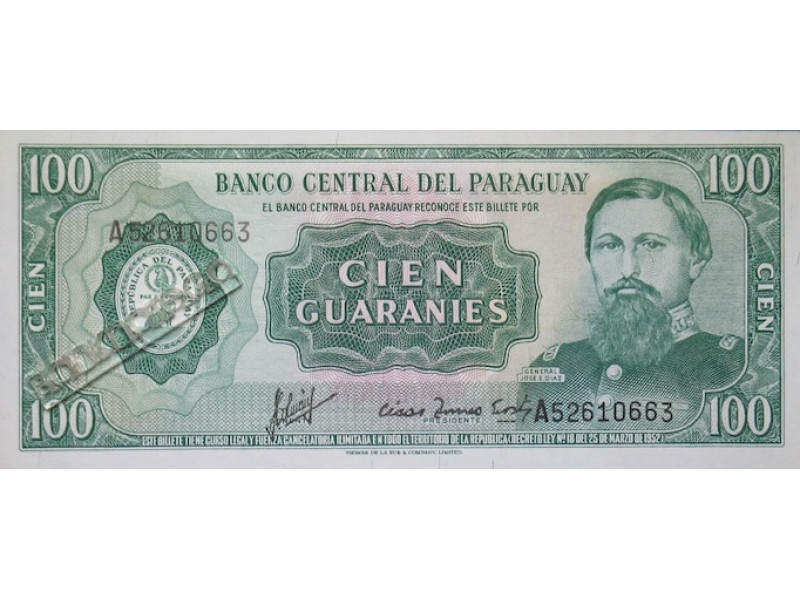 100
100
BANCO CENTRAL DEL PARAGUAY
EL BANCO CENTRAL DEL PARAGUAY RECONOCE ESTE BILLETE POR
A52610663
REPÚBLICA DEL PARAGUAY
PAZ
CIEN
CIEN
CIEN
GUARANIES
GENERAL
JOSE E. DIAZ
PRESIDENTE
A52610663
100
100
ESTE BILLETE TIENE CURSO LEGAL Y FUERZA CANCELATORIA ILIMITADA EN TODO EL TERRITORIO DE LA REPUBLICA (DECRETO LEY Nº 18 DEL 25 DE MARZO DE 1952)
THOMAS DE LA RUE & COMPANY, LIMITED.